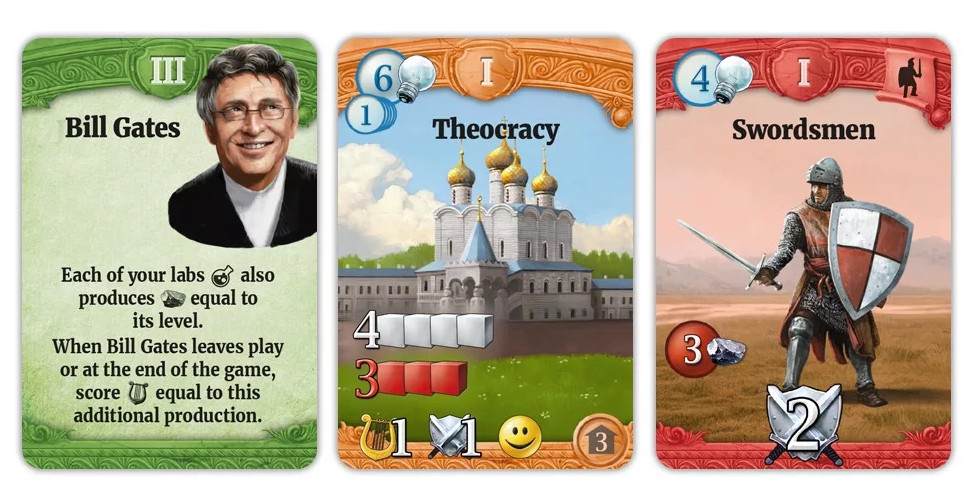 III
Bill Gates
Each of your labs also
produces equal to
its level.
When Bill Gates leaves play
or at the end of the game,
score equal to this
additional production.
6
I
1
Theocracy
4
3
1 1
3
4
I
Swordsmen
3
2